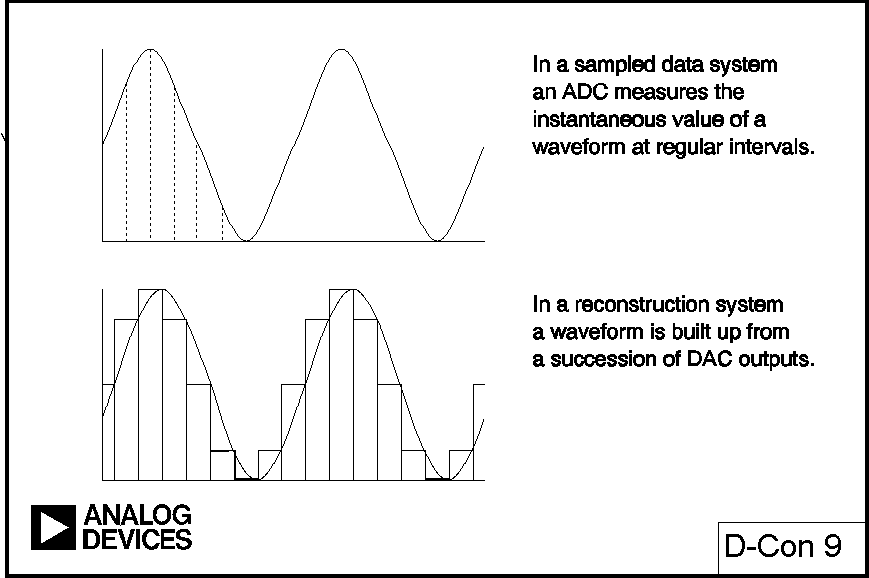 In a sampled data system
an ADC measures the
instantaneous value of a
waveform at regular intervals.
In a reconstruction system
a waveform is built up from
a succession of DAC outputs.
ANALOG
DEVICES
D-Con 9